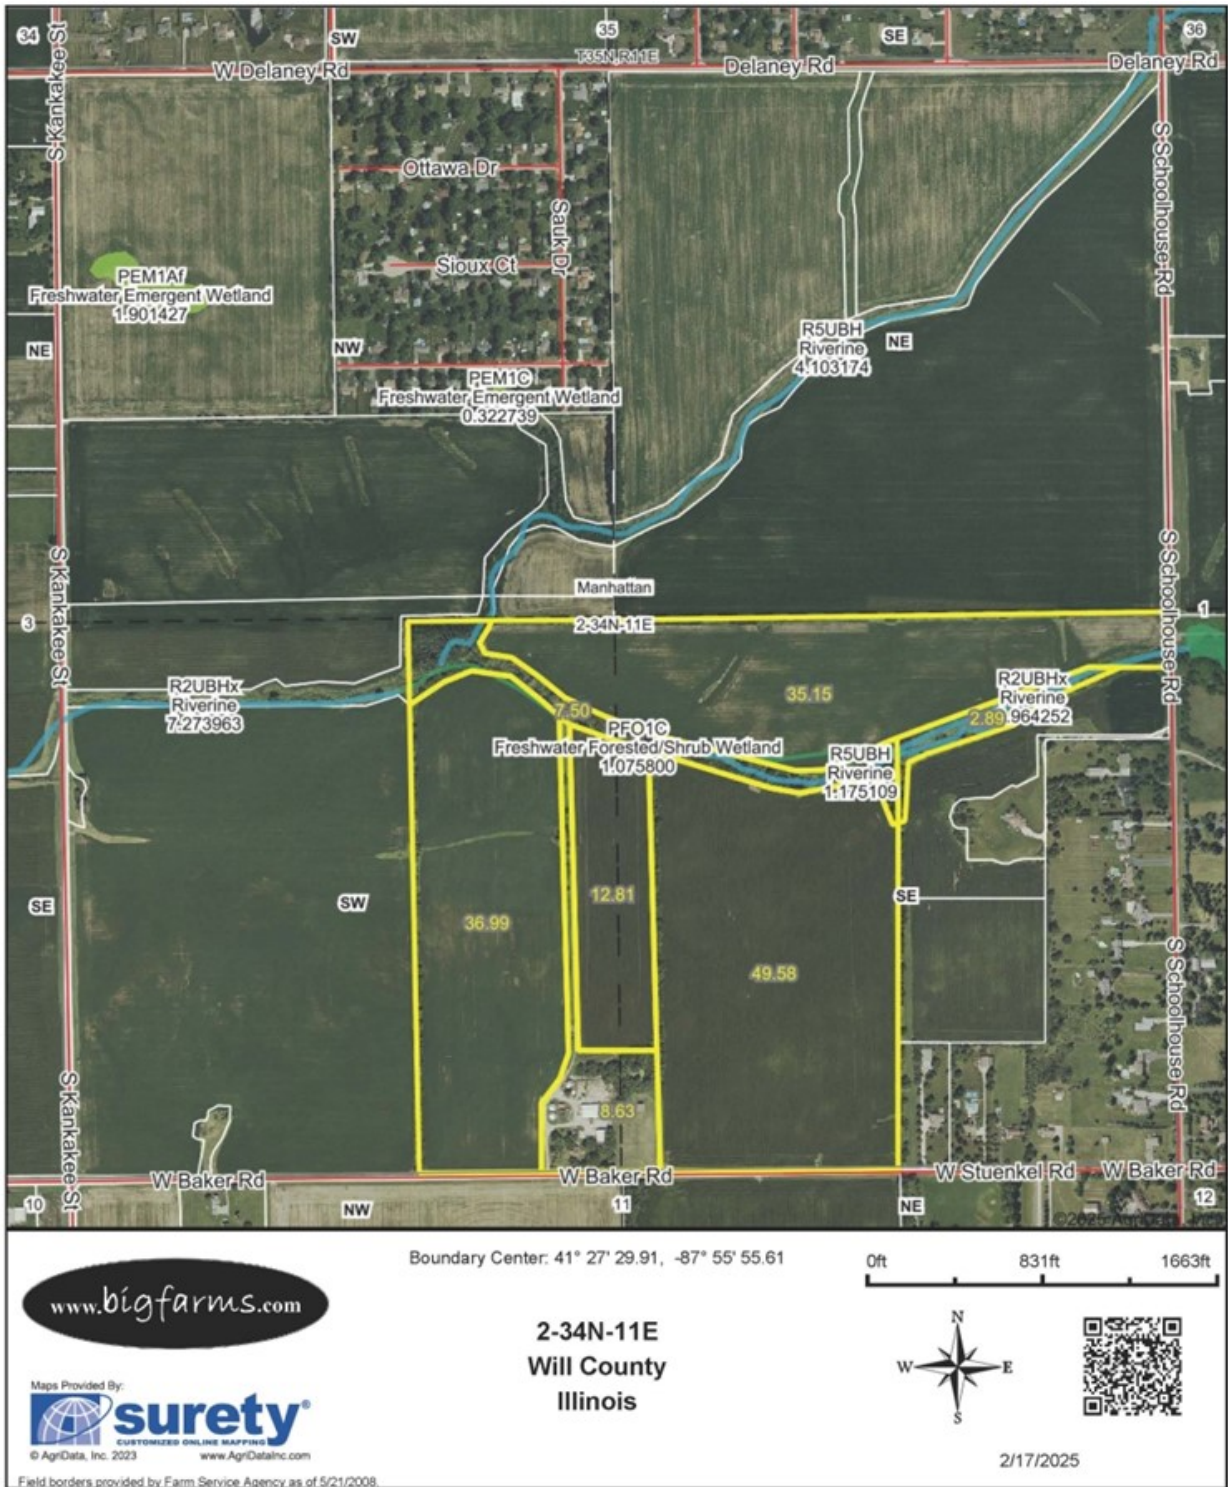 34
S Kankakee St
SW
35
T35N,R11E
SE
36
W Delaney Rd
Delaney Rd
Delaney Rd
Ottawa Dr
Sauk Dr
Sioux Ct
S Schoolhouse Rd
PEM1Af
Freshwater Emergent Wetland
1.901427
NE
NW
R5UBH
Riverine
4.103174
NE
PEM1C
Freshwater Emergent Wetland
0.322739
S Kankakee St
S Schoolhouse Rd
Manhattan
3
2-34N-11E
1
R2UBHx
Riverine
7.273963
35.15
R2UBHx
Riverine
.964252
7.50
2.89
PFO1C
Freshwater Forested/Shrub Wetland
1.075800
R5UBH
Riverine
1.175109
SE
SW
36.99
12.81
SE
49.58
S Schoolhouse Rd
S Kankakee St
8.63
W Baker Rd
W Baker Rd
W Stuenkel Rd
W Baker Rd
10
NW
11
NE
12
©2025 AgriData, Inc.
Boundary Center: 41° 27' 29.91, -87° 55' 55.61
0ft 831ft 1663ft
www.bigfarms.com
2-34N-11E
Will County
Illinois
N
W E
S
Maps Provided By:
surety®
CUSTOMIZED ONLINE MAPPING
© AgriData, Inc. 2023 www.AgriDataInc.com
2/17/2025
Field borders provided by Farm Service Agency as of 5/21/2008.